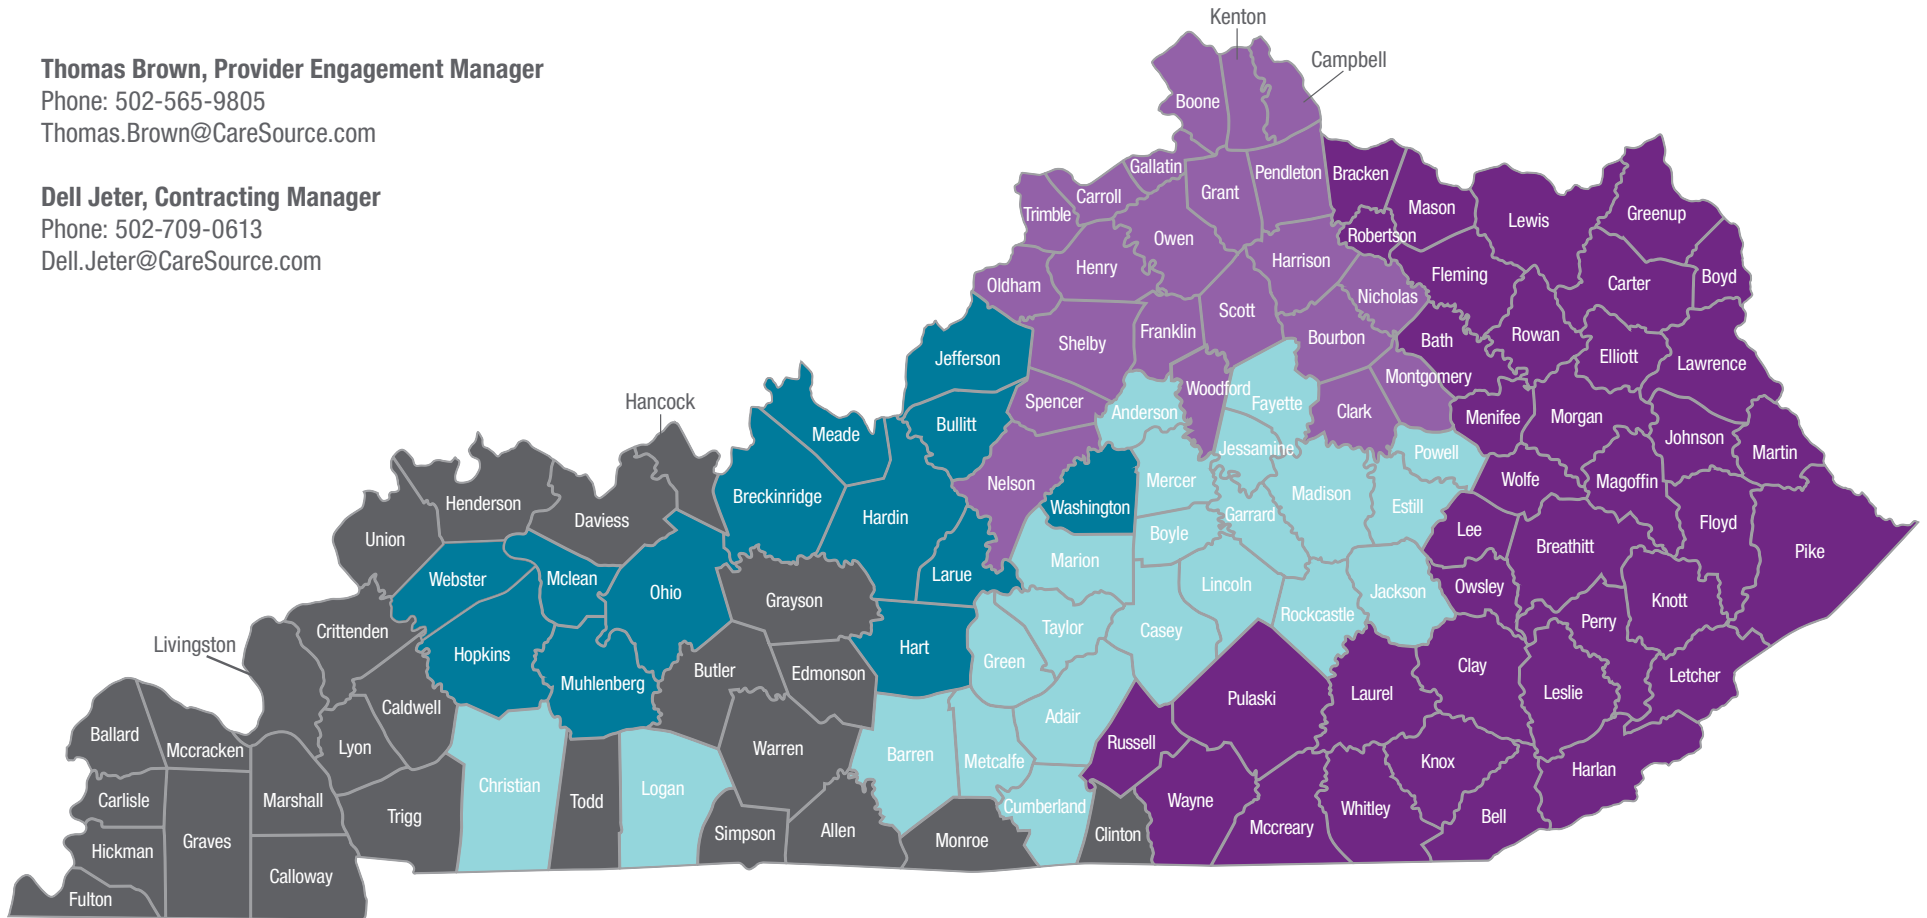 Thomas Brown, Provider Engagement Manager
Phone: 502-565-9805
Thomas.Brown@CareSource.com
Dell Jeter, Contracting Manager
Phone: 502-709-0613
Dell.Jeter@CareSource.com
Kenton
Campbell
Boone
Gallatin
Carroll
Trimble
Grant
Pendleton
Bracken
Mason
Lewis
Greenup
Robertson
Owen
Henry
Harrison
Fleming
Carter
Boyd
Oldham
Nicholas
Scott
Franklin
Shelby
Bourbon
Bath
Rowan
Elliott
Lawrence
Jefferson
Woodford
Montgomery
Hancock
Spencer
Anderson
Fayette
Clark
Menifee
Morgan
Bullitt
Meade
Johnson
Martin
Jessamine
Powell
Nelson
Mercer
Madison
Wolfe
Magoffin
Breckinridge
Henderson
Daviess
Hardin
Washington
Garrard
Estill
Floyd
Lee
Boyle
Breathitt
Pike
Union
Webster
Mclean
Ohio
Larue
Marion
Lincoln
Jackson
Owsley
Knott
Grayson
Rockcastle
Perry
Crittenden
Livingston
Taylor
Casey
Hopkins
Hart
Green
Butler
Edmonson
Muhlenberg
Clay
Letcher
Leslie
Laurel
Pulaski
Caldwell
Adair
Ballard
Mccracken
Lyon
Warren
Barren
Metcalfe
Russell
Knox
Harlan
Christian
Logan
Todd
Carlisle
Marshall
Trigg
Cumberland
Wayne
Whitley
Bell
Mccreary
Simpson
Allen
Monroe
Clinton
Hickman
Graves
Calloway
Fulton